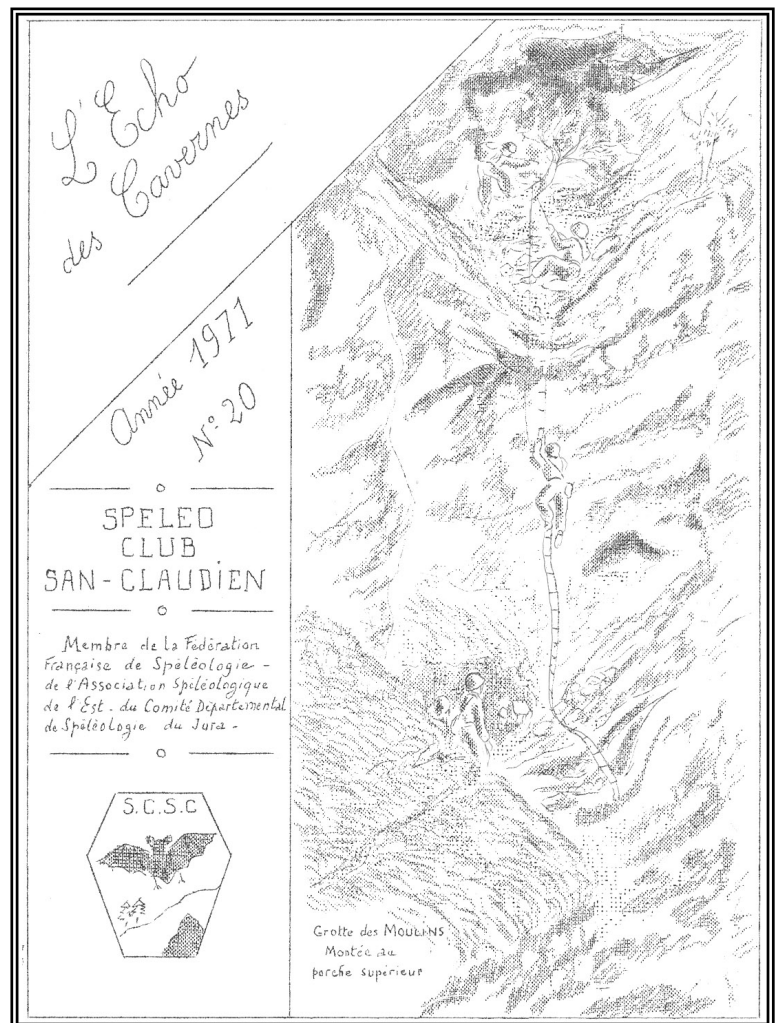 L'Echo
des Cavernes
Année 1971
N° 20
SPELEO
CLUB
SAN-CLAUDIEN
Membre de la Fédération
Française de Spéléologie -
de l'Association Spéléologique
de l'Est - du Comité Départemental
de Spéléologie du Jura -
S.C.S.C
Grotte des MOULINS
Montée au
porche supérieur